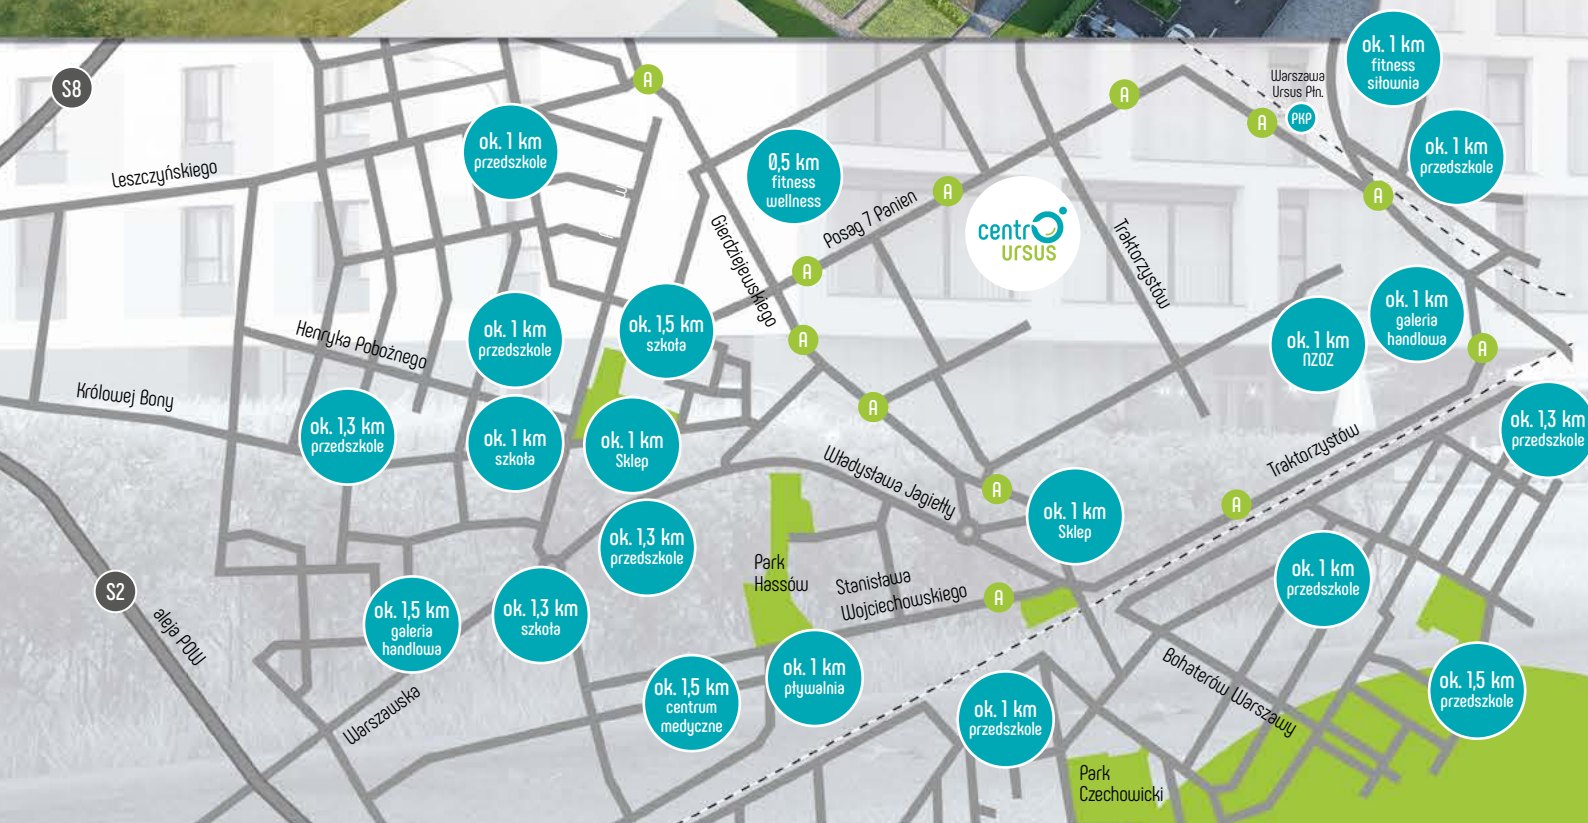 S8
Leszczyńskiego
ok. 1 km
przedszkole
A
Gierdziejewskiego
0,5 km
fitness
wellness
Posag 7 Panien
A
A
A
centro
ursus
Traktorzystów
A
Warszawa
Ursus Płn.
PKP
ok. 1 km
fitness
siłownia
ok. 1 km
przedszkole
A
ok. 1 km
galeria
handlowa
ok. 1 km
NZOZ
A
Henryka Pobożnego
Królowej Bony
ok. 1 km
przedszkole
ok. 1,5 km
szkoła
A
A
ok. 1,3 km
przedszkole
ok. 1 km
szkoła
ok. 1 km
Sklep
Władysława Jagiełły
A
ok. 1 km
Sklep
Traktorzystów
A
ok. 1,3 km
przedszkole
ok. 1,3 km
przedszkole
Park
Hassów
Stanisława
Wojciechowskiego
A
ok. 1 km
przedszkole
S2
aleja POW
ok. 1,5 km
galeria
handlowa
ok. 1,3 km
szkoła
Warszawska
ok. 1,5 km
centrum
medyczne
ok. 1 km
pływalnia
ok. 1 km
przedszkole
Bohaterów Warszawy
ok. 1,5 km
przedszkole
Park
Czechowicki